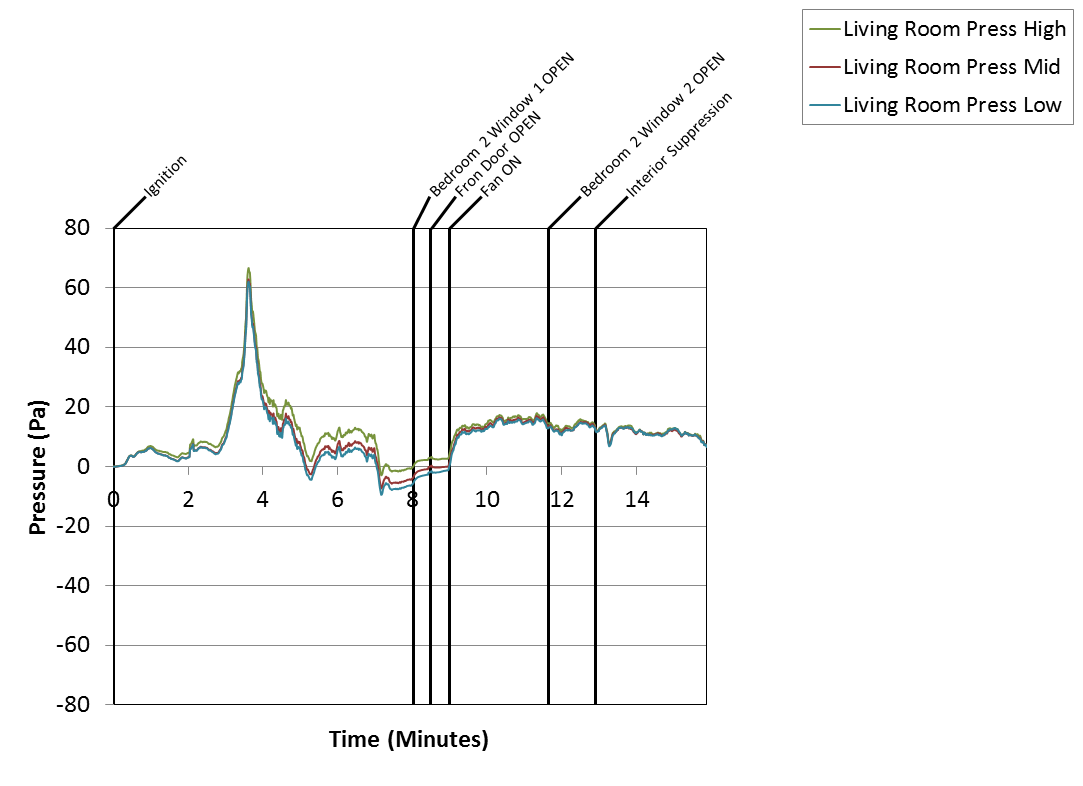 Living Room Press High
Living Room Press Mid
Living Room Press Low
Ignition
Bedroom 2 Window 1 OPEN
Fron Door OPEN
Fan ON
Bedroom 2 Window 2 OPEN
Interior Suppression
80
60
40
20
0
-20
-40
-60
-80
0 2 4 6 8 10 12 14
Pressure (Pa)
Time (Minutes)